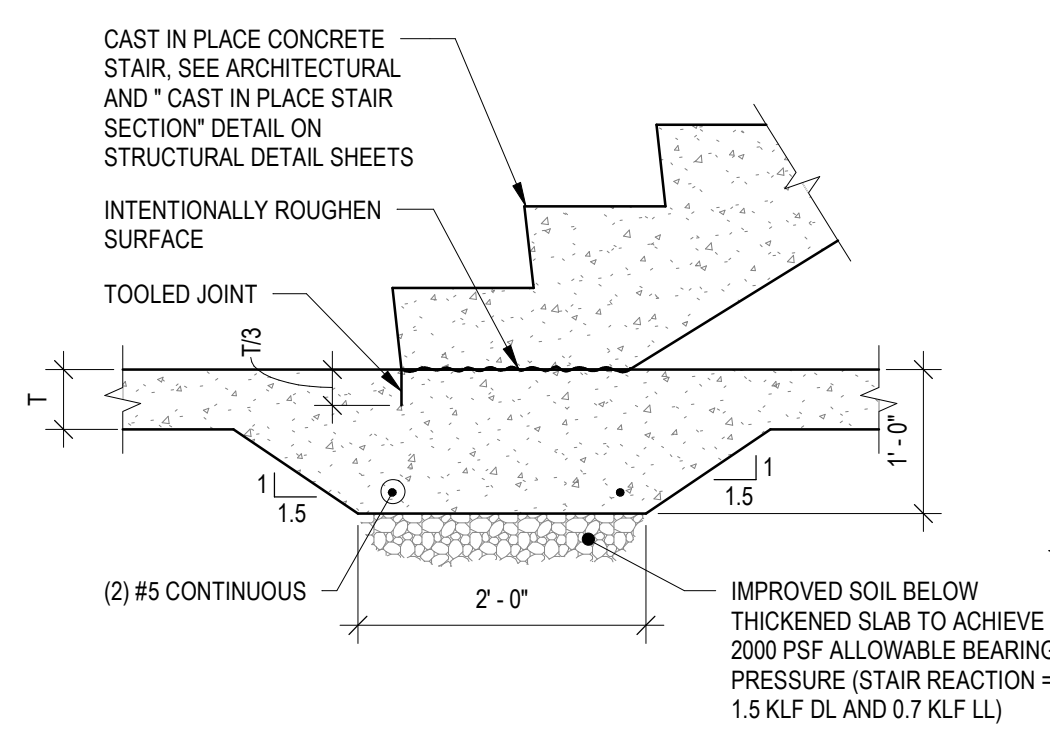 CAST IN PLACE CONCRETE
STAIR, SEE ARCHITECTURAL
AND " CAST IN PLACE STAIR
SECTION" DETAIL ON
STRUCTURAL DETAIL SHEETS
INTENTIONALLY ROUGHEN
SURFACE
TOOLED JOINT
T/3
T
1' - 0"
1
1.5
1
1.5
(2) #5 CONTINUOUS
2' - 0"
IMPROVED SOIL BELOW
THICKENED SLAB TO ACHIEVE
2000 PSF ALLOWABLE BEARING
PRESSURE (STAIR REACTION =
1.5 KLF DL AND 0.7 KLF LL)